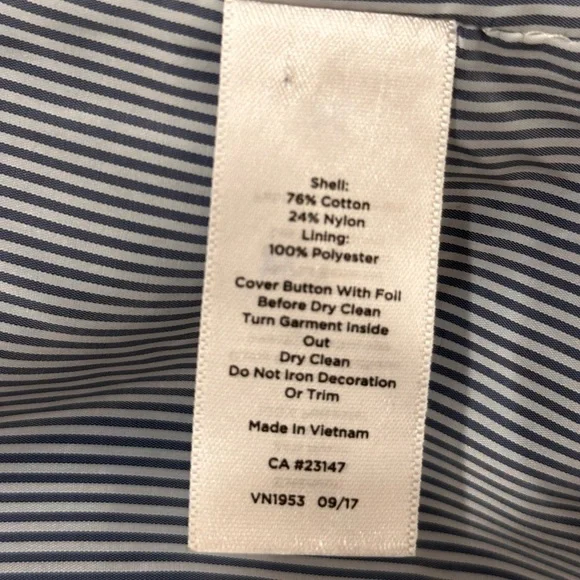 Shell:
76% Cotton
24% Nylon
Lining:
100% Polyester
Cover Button With Foil
Before Dry Clean
Turn Garment Inside
Out
Dry Clean
Do Not Iron Decoration
Or Trim
Made In Vietnam
CA #23147
VN1953 09/17